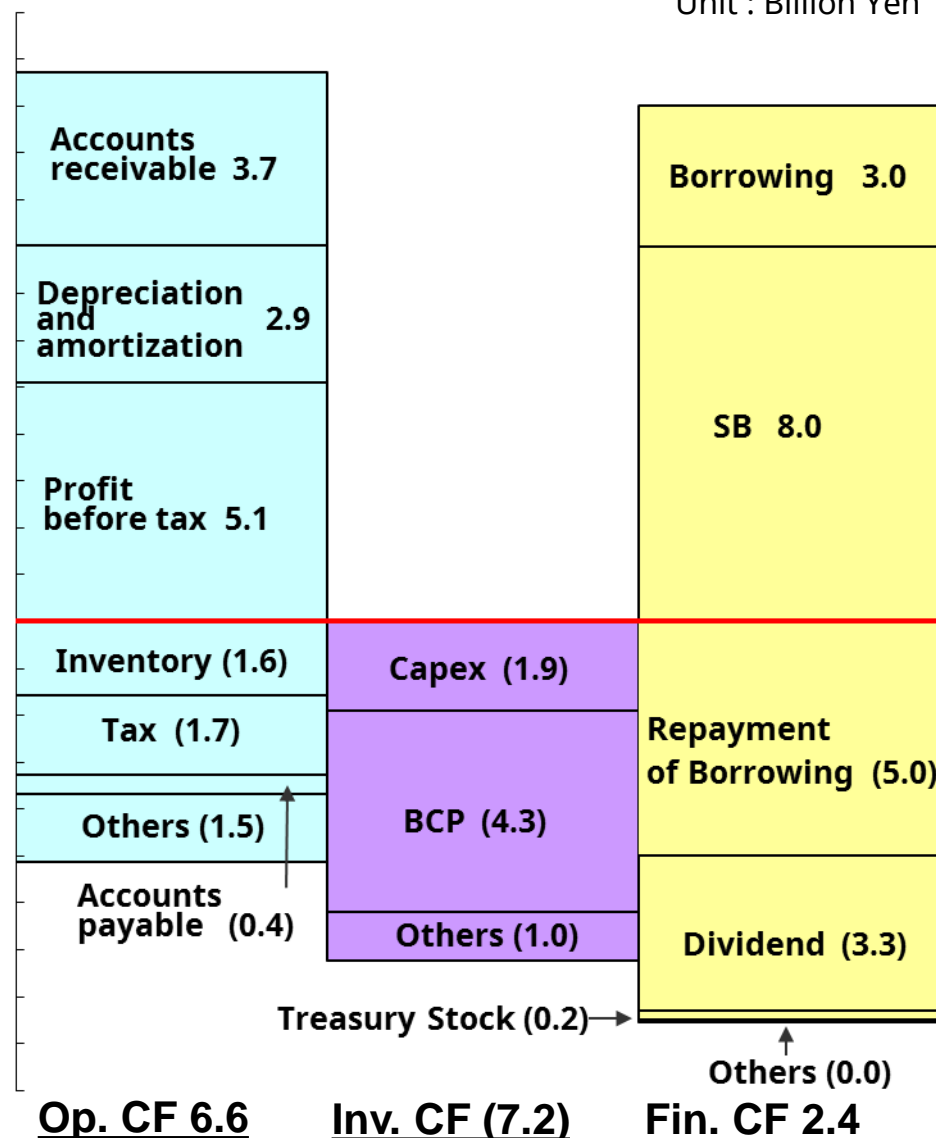 Unit : Billion Yen
Accounts
receivable 3.7
Depreciation
and
amortization 2.9
Profit
before tax 5.1
Inventory (1.6)
Tax (1.7)
Others (1.5)
Accounts
payable (0.4)
Op. CF 6.6
Capex (1.9)
BCP (4.3)
Others (1.0)
Inv. CF (7.2)
Borrowing 3.0
SB 8.0
Repayment
of Borrowing (5.0)
Dividend (3.3)
Treasury Stock (0.2)
Others (0.0)
Fin. CF 2.4